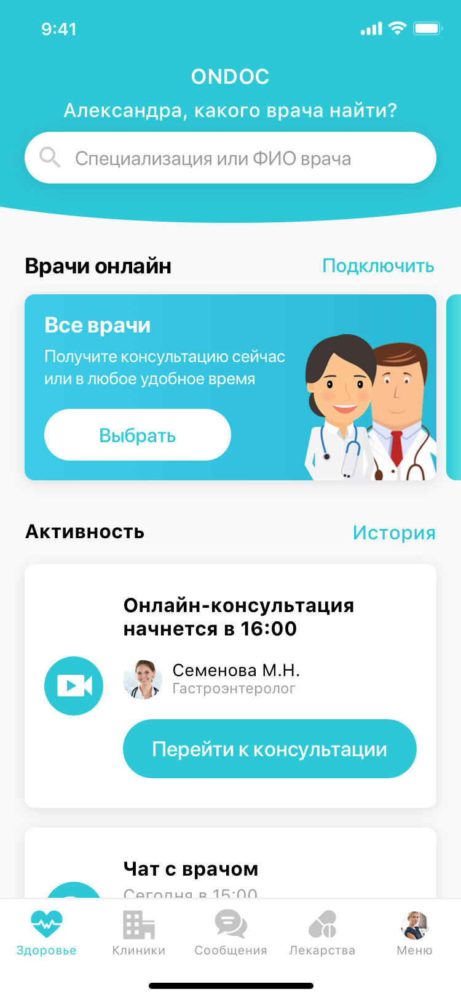 9:41
ONDOC
Александра, какого врача найти?
Специализация или ФИО врача
Врачи онлайн
Подключить
Все врачи
Получите консультацию сейчас
или в любое удобное время
Выбрать
Активность
История
Онлайн-консультация
начнется в 16:00
Семенова М.Н.
Гастроэнтеролог
Перейти к консультации
Чат с врачом
Сегодня в 15:00
Здоровье
Клиники
Сообщения
Лекарства
Меню